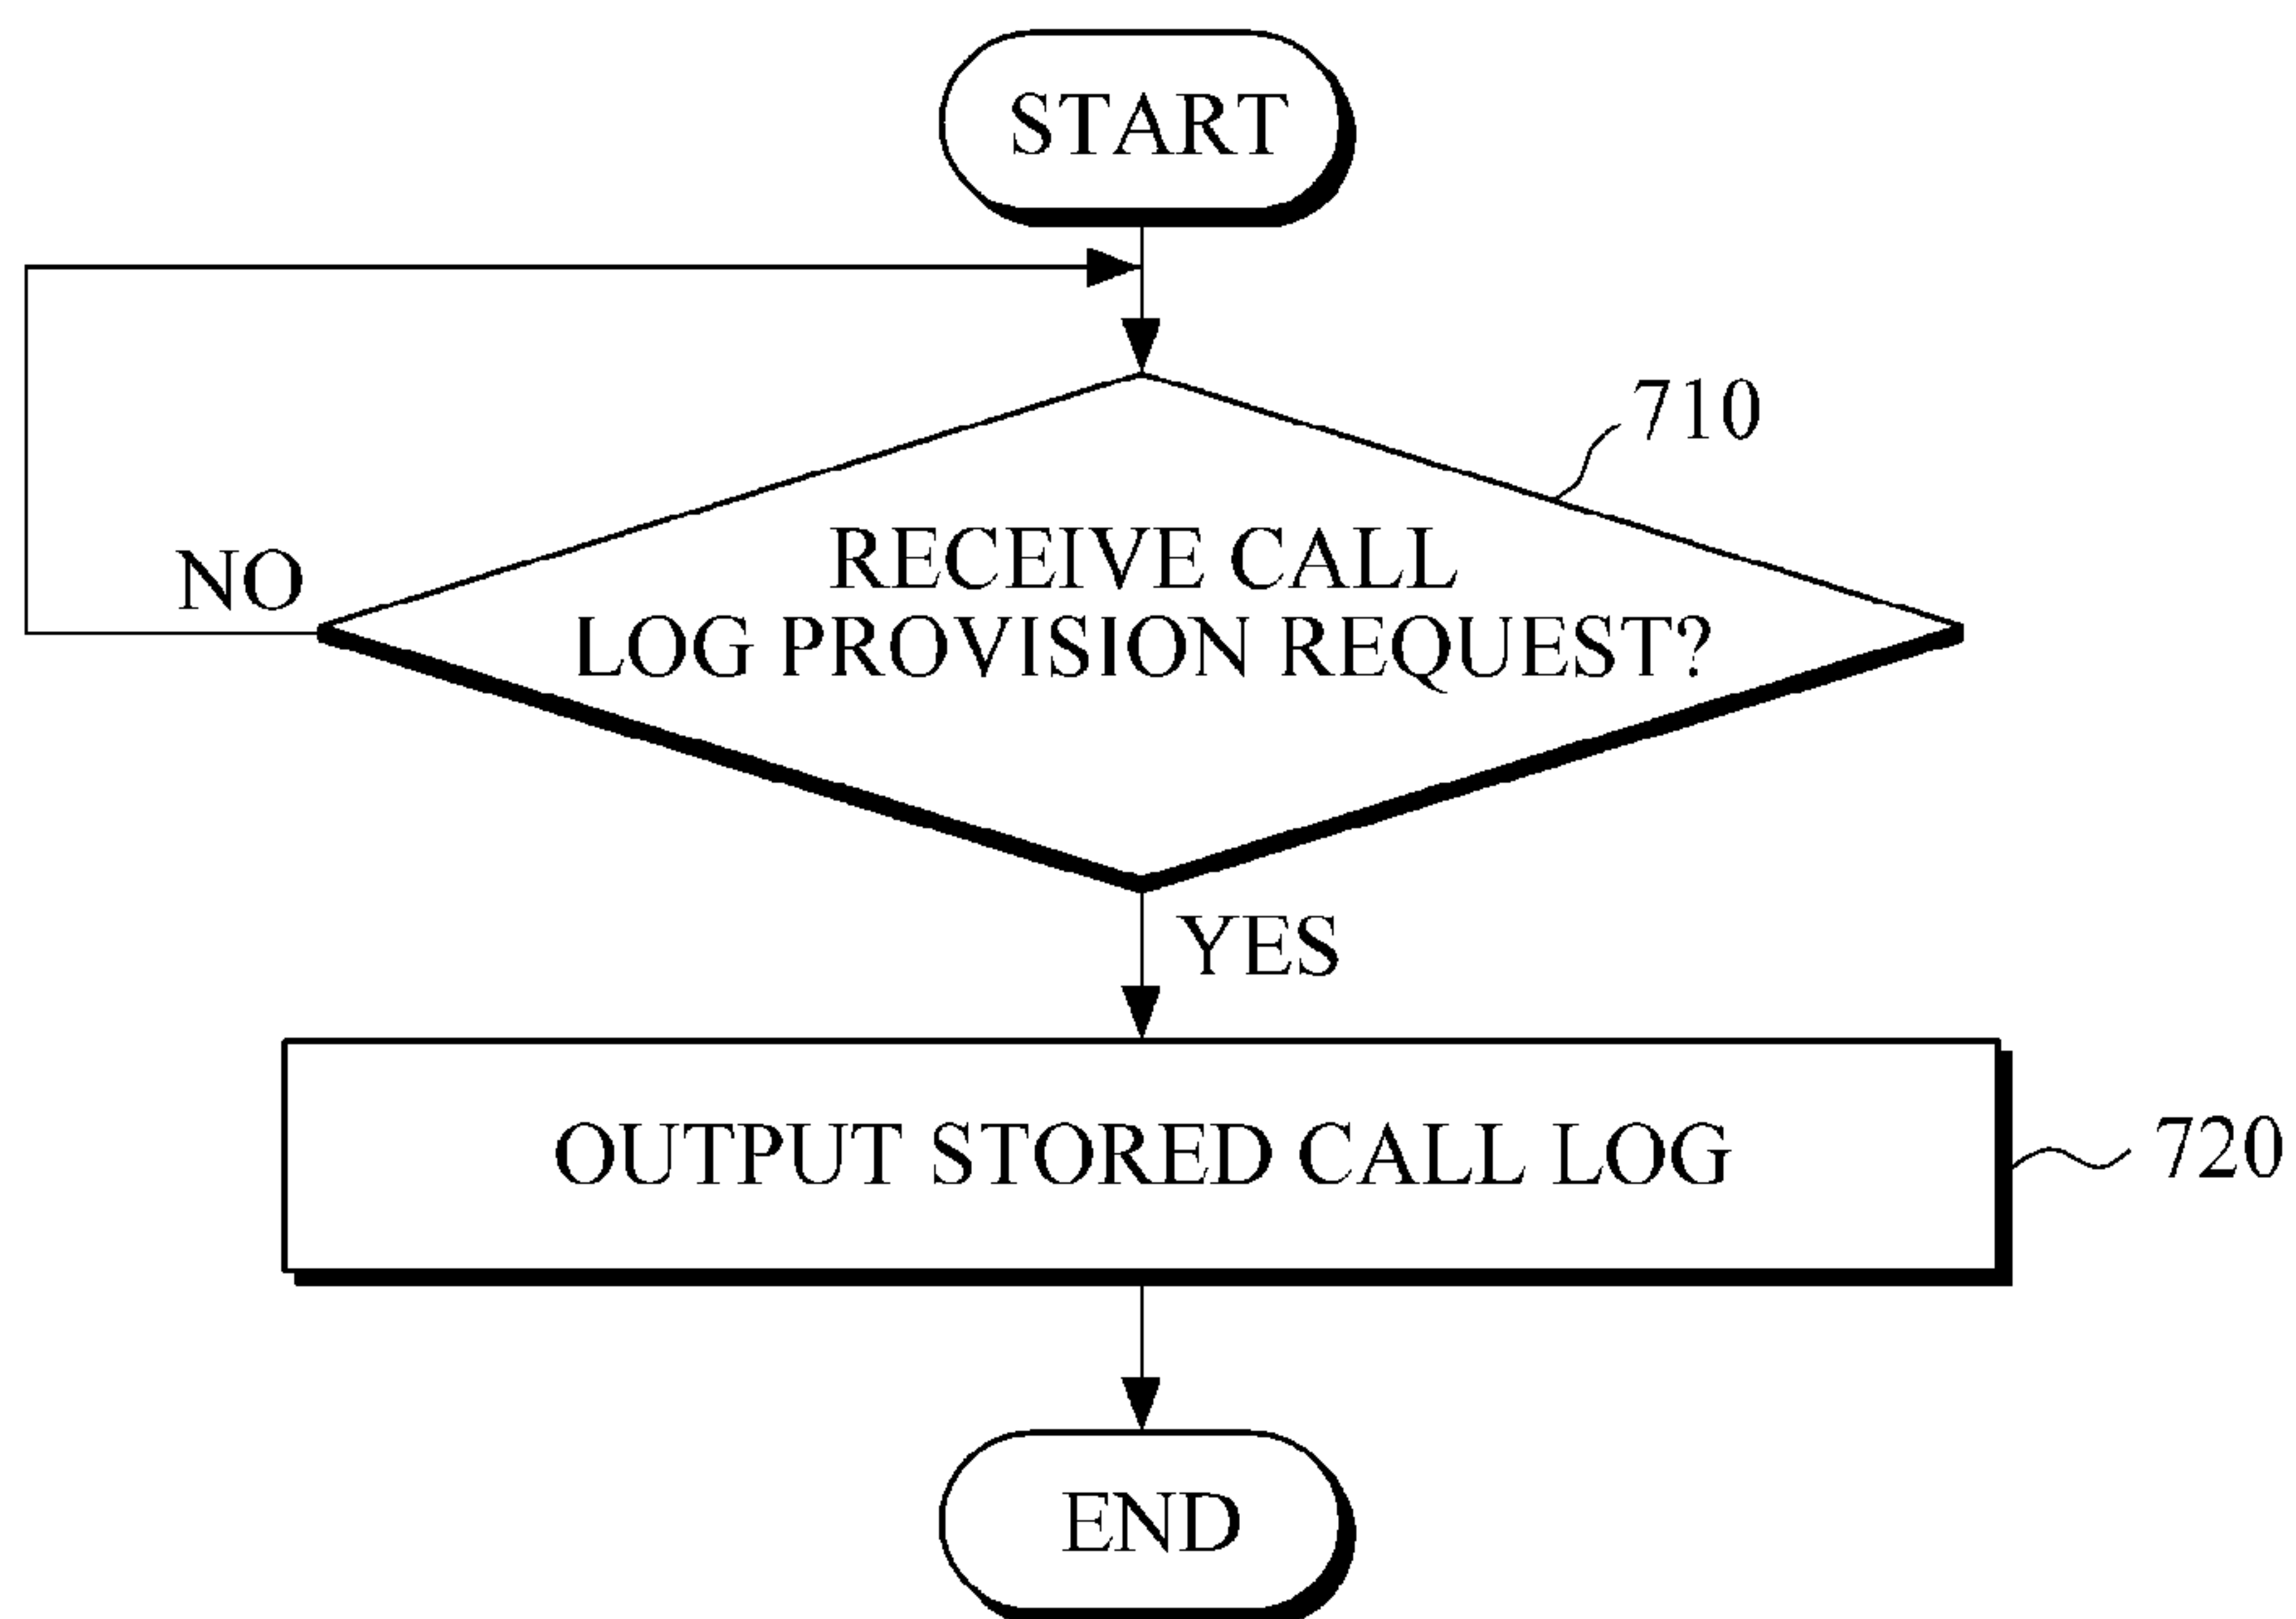 START
710
RECEIVE CALL
LOG PROVISION REQUEST?
NO
YES
OUTPUT STORED CALL LOG
720
END